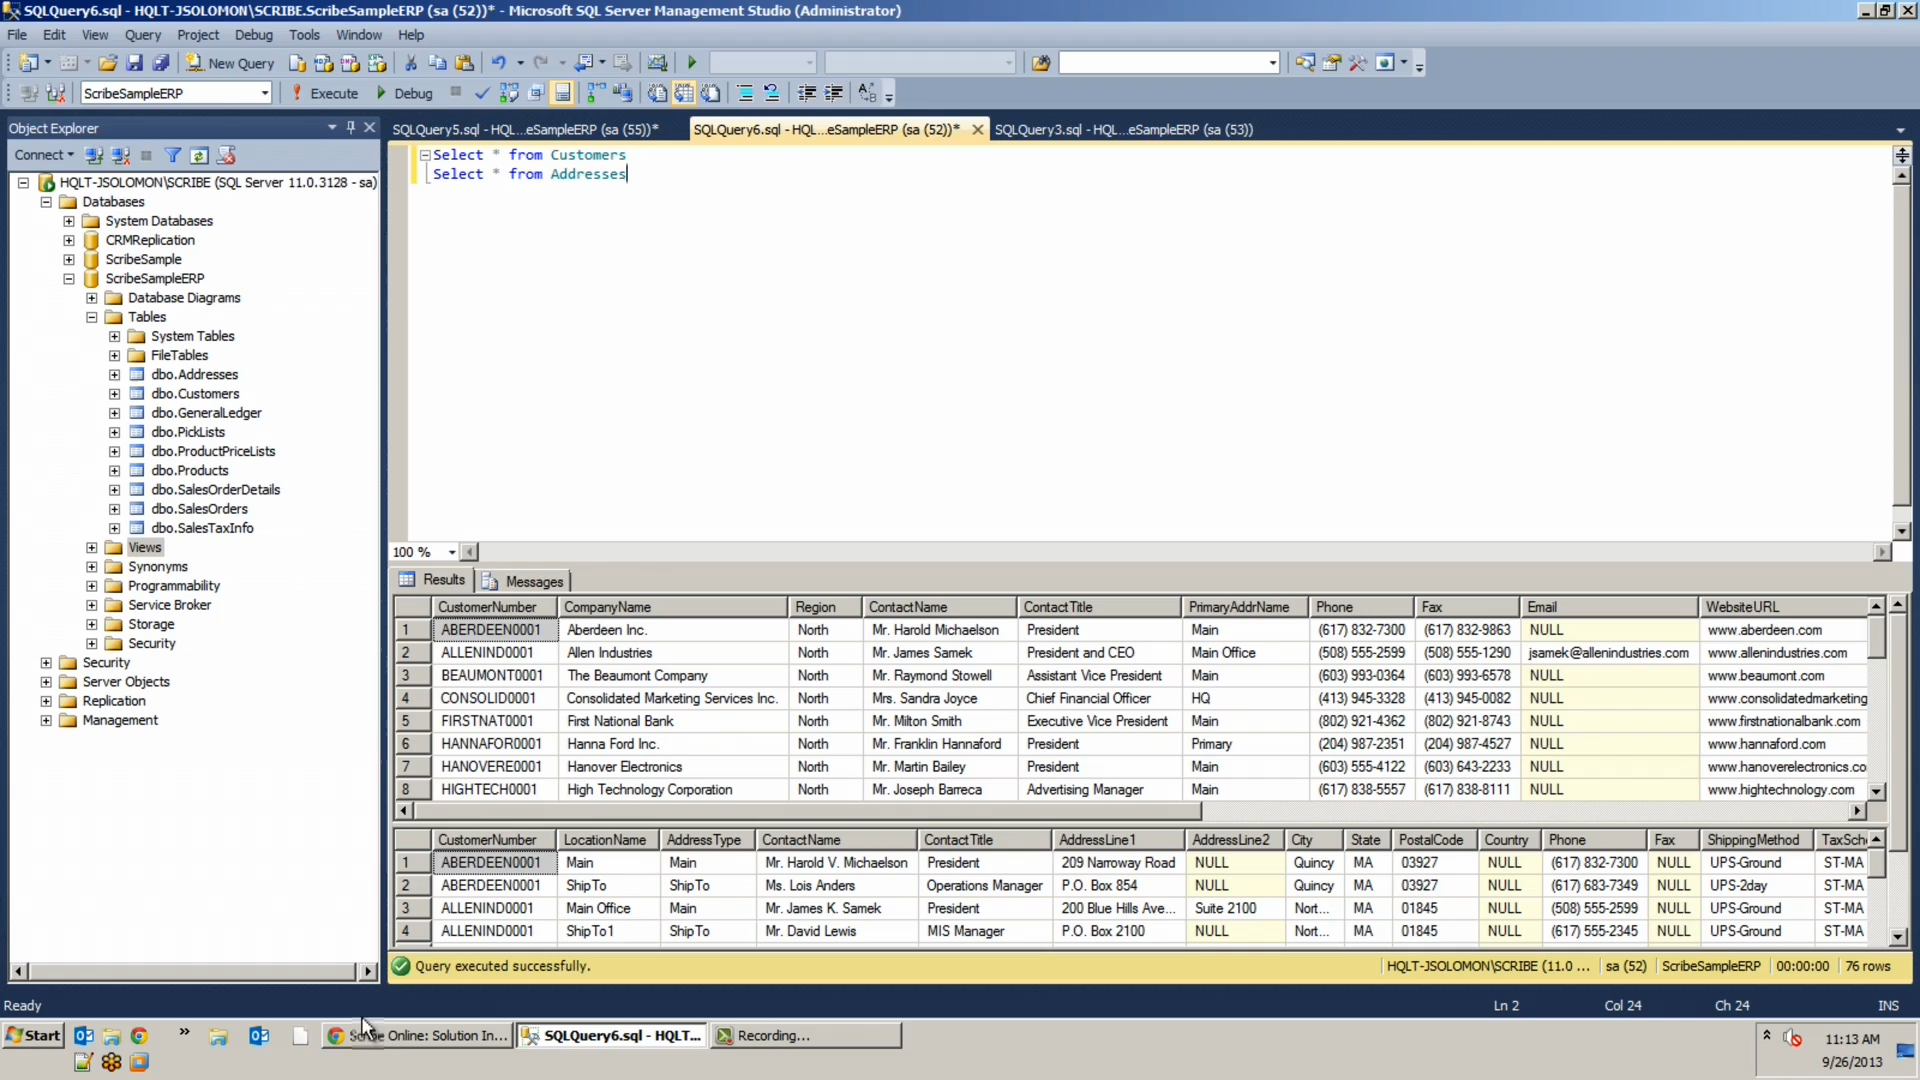 SQLQuery6.sql - HQLT-JSOLOMON\SCRIBE.ScribeSampleERP (sa (52))* - Microsoft SQL Server Management Studio (Administrator)
File Edit View Query Project Debug Tools Window Help
New Query
ScribeSampleERP Execute Debug
Object Explorer
Connect
HQLT-JSOLOMON\SCRIBE (SQL Server 11.0.3128 - sa)
Databases
System Databases
CRMReplication
ScribeSample
ScribeSampleERP
Database Diagrams
Tables
System Tables
FileTables
dbo.Addresses
dbo.Customers
dbo.GeneralLedger
dbo.PickLists
dbo.ProductPriceLists
dbo.Products
dbo.SalesOrderDetails
dbo.SalesOrders
dbo.SalesTaxInfo
Views
Synonyms
Programmability
Service Broker
Storage
Security
Security
Server Objects
Replication
Management
SQLQuery5.sql - HQL...eSampleERP (sa (55))* SQLQuery6.sql - HQL...eSampleERP (sa (52))* SQLQuery3.sql - HQL...eSampleERP (sa (53))
Select * from Customers
Select * from Addresses
100 %
Results Messages
CustomerNumber CompanyName Region ContactName ContactTitle PrimaryAddrName Phone Fax Email WebsiteURL
1 ABERDEEN0001 Aberdeen Inc. North Mr. Harold Michaelson President Main (617) 832-7300 (617) 832-9863 NULL www.aberdeen.com
2 ALLENIND0001 Allen Industries North Mr. James Samek President and CEO Main Office (508) 555-2599 (508) 555-1290 jsamek@allenindustries.com www.allenindustries.com
3 BEAUMONT0001 The Beaumont Company North Mr. Raymond Stowell Assistant Vice President Main (603) 993-0364 (603) 993-6578 NULL www.beaumont.com
4 CONSOLID0001 Consolidated Marketing Services Inc. North Mrs. Sandra Joyce Chief Financial Officer HQ (413) 945-3328 (413) 945-0082 NULL www.consolidatedmarketing
5 FIRSTNAT0001 First National Bank North Mr. Milton Smith Executive Vice President Main (802) 921-4362 (802) 921-8743 NULL www.firstnationalbank.com
6 HANNAFOR0001 Hanna Ford Inc. North Mr. Franklin Hannaford President Primary (204) 987-2351 (204) 987-4527 NULL www.hannaford.com
7 HANOVERE0001 Hanover Electronics North Mr. Martin Bailey President Main (603) 555-4122 (603) 643-2233 NULL www.hanoverelectronics.co
8 HIGHTECH0001 High Technology Corporation North Mr. Joseph Barreca Advertising Manager Main (617) 838-5557 (617) 838-8111 NULL www.hightechnology.com
CustomerNumber LocationName AddressType ContactName ContactTitle AddressLine1 AddressLine2 City State PostalCode Country Phone Fax ShippingMethod TaxSch
1 ABERDEEN0001 Main Main Mr. Harold V. Michaelson President 209 Narroway Road NULL Quincy MA 03927 NULL (617) 832-7300 NULL UPS-Ground ST-MA
2 ABERDEEN0001 ShipTo ShipTo Ms. Lois Anders Operations Manager P.O. Box 854 NULL Quincy MA 03927 NULL (617) 683-7349 NULL UPS-2day ST-MA
3 ALLENIND0001 Main Office Main Mr. James K. Samek President 200 Blue Hills Ave... Suite 2100 Nort... MA 01845 NULL (508) 555-2599 NULL UPS-Ground ST-MA
4 ALLENIND0001 ShipTo1 ShipTo Mr. David Lewis MIS Manager P.O. Box 2100 NULL Nort... MA 01845 NULL (617) 555-2345 NULL UPS-Ground ST-MA
Query executed successfully. HQLT-JSOLOMON\SCRIBE (11.0 ... sa (52) ScribeSampleERP 00:00:00 76 rows
Ready Ln 2 Col 24 Ch 24 INS
Start Online: Solution In... SQLQuery6.sql - HQLT... Recording... 11:13 AM
9/26/2013